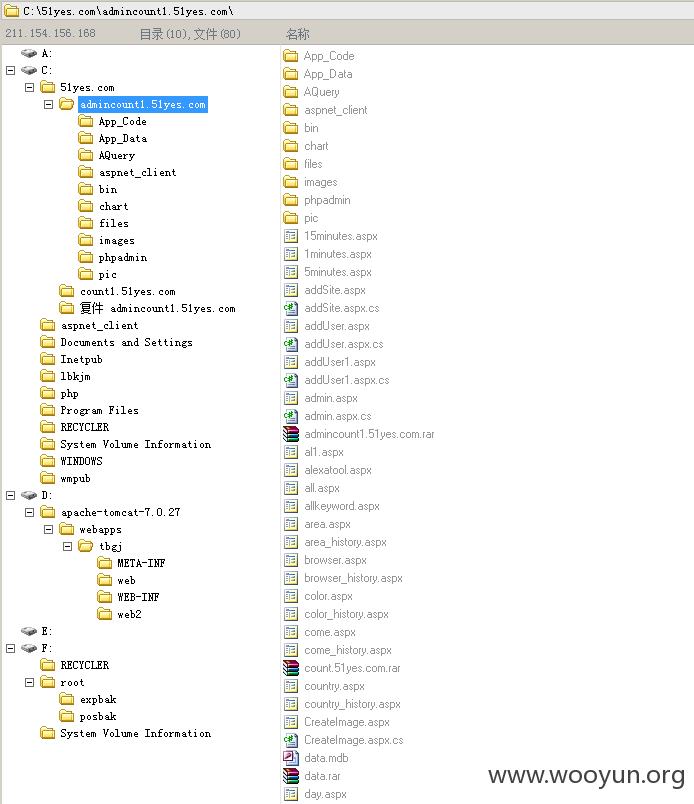 C:\51yes.com\admincount1.51yes.com\
211.154.156.168 目录(10),文件(80) 名称
A:
C:
51yes.com
admincount1.51yes.com
App_Code
App_Data
AQuery
aspnet_client
bin
chart
files
images
phpadmin
pic
count1.51yes.com
复件 admincount1.51yes.com
aspnet_client
Documents and Settings
Inetpub
lbkjm
php
Program Files
RECYCLER
System Volume Information
WINDOWS
wmpub
D:
apache-tomcat-7.0.27
webapps
tbgj
META-INF
web
WEB-INF
web2
E:
F:
RECYCLER
root
expbak
posbak
System Volume Information
App_Code
App_Data
AQuery
aspnet_client
bin
chart
files
images
phpadmin
pic
15minutes.aspx
1minutes.aspx
5minutes.aspx
addSite.aspx
addSite.aspx.cs
addUser.aspx
addUser.aspx.cs
addUser1.aspx
addUser1.aspx.cs
admin.aspx
admin.aspx.cs
admincount1.51yes.com.rar
al1.aspx
alexatool.aspx
all.aspx
allkeyword.aspx
area.aspx
area_history.aspx
browser.aspx
browser_history.aspx
color.aspx
color_history.aspx
come.aspx
come_history.aspx
count.51yes.com.rar
country.aspx
country_history.aspx
CreateImage.aspx
CreateImage.aspx.cs
data.mdb
data.rar
day.aspx
www.wooyun.org